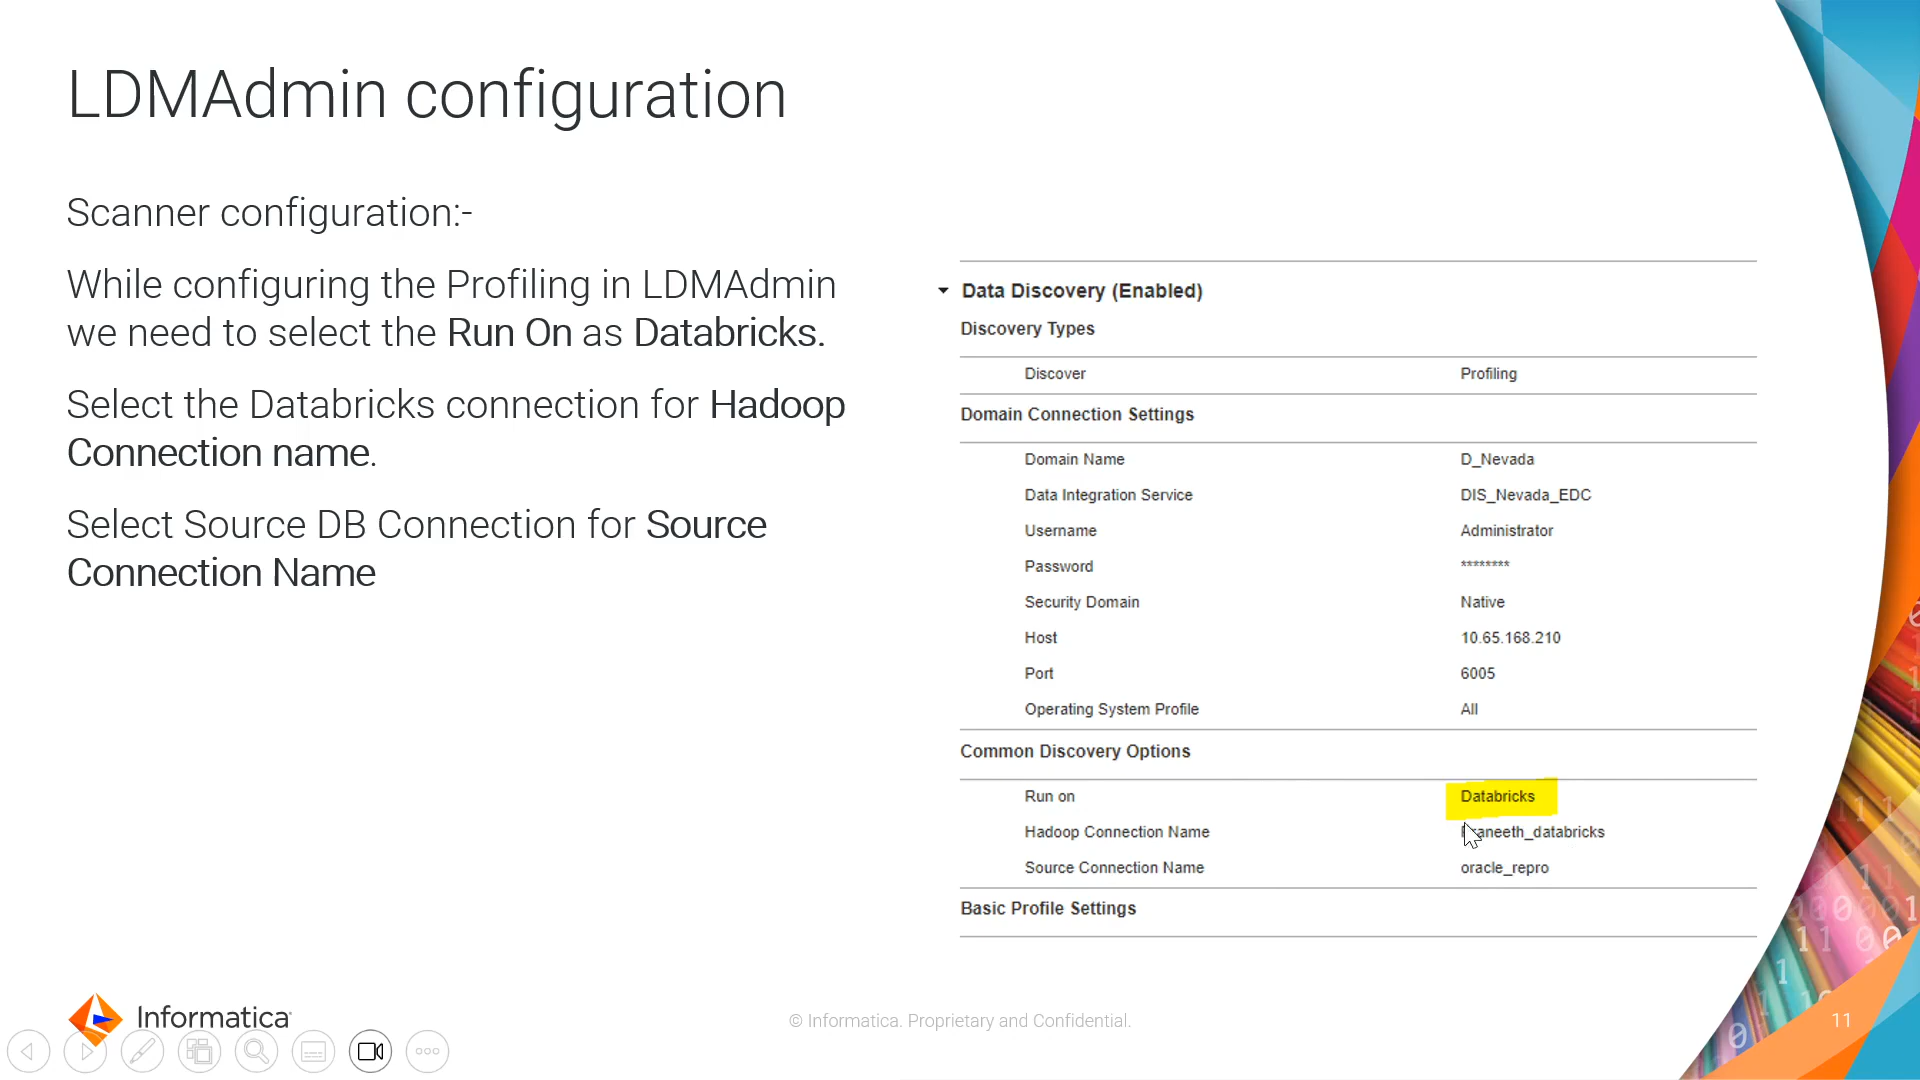 LDMAdmin configuration
Scanner configuration:-
While configuring the Profiling in LDMAdmin
we need to select the Run On as Databricks.
Select the Databricks connection for Hadoop
Connection name.
Select Source DB Connection for Source
Connection Name
Data Discovery (Enabled)
Discovery Types
Discover Profiling
Domain Connection Settings
Domain Name D_Nevada
Data Integration Service DIS_Nevada_EDC
Username Administrator
Password ********
Security Domain Native
Host 10.65.168.210
Port 6005
Operating System Profile All
Common Discovery Options
Run on Databricks
Hadoop Connection Name Praneeth_databricks
Source Connection Name oracle_repro
Basic Profile Settings
Informatica
© Informatica. Proprietary and Confidential.
11